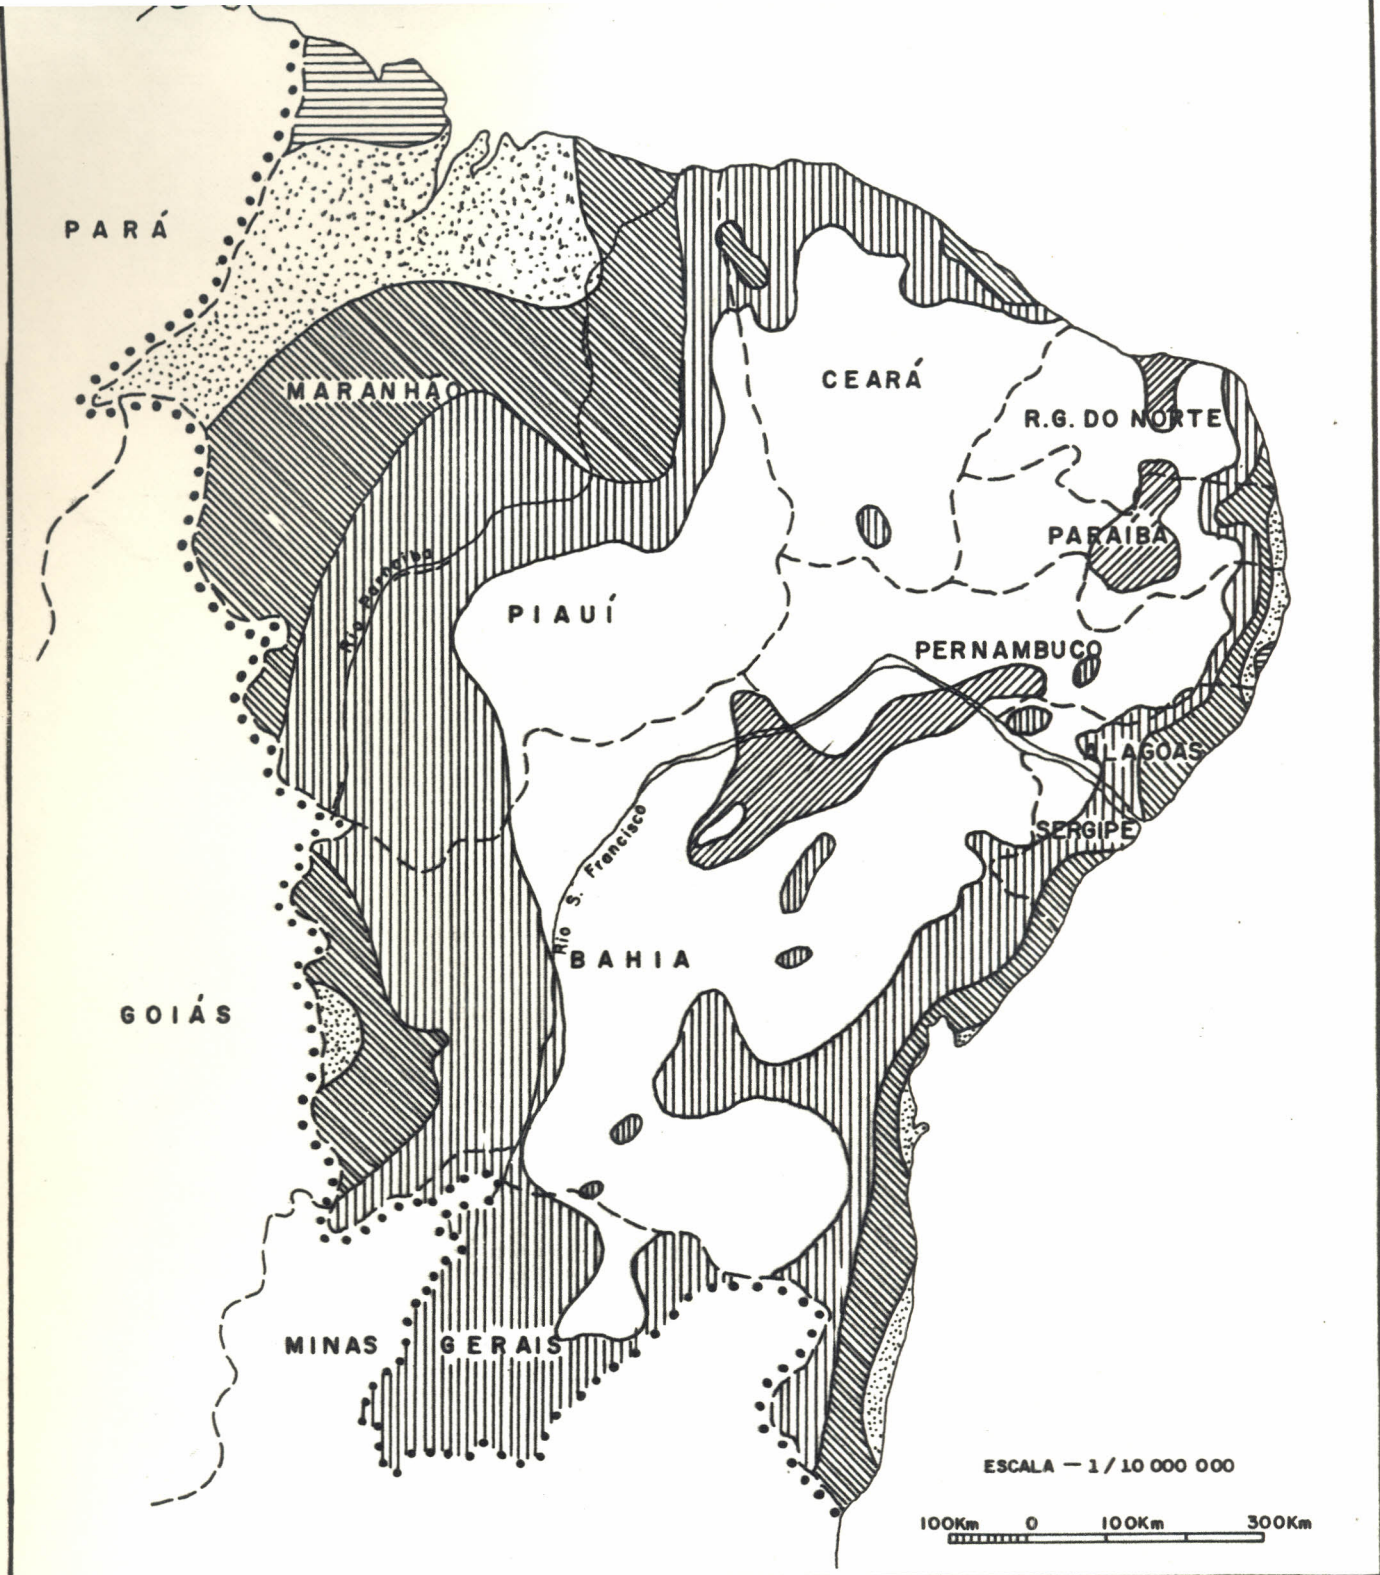 PARÁ
MARANHÃO
CEARÁ
R.G. DO NORTE
PARAÍBA
Rio Parnaíba
PIAUÍ
PERNAMBUCO
ALAGOAS
SERGIPE
Rio S. Francisco
BAHIA
GOIÁS
MINAS GERAIS
ESCALA — 1/10 000 000
100Km 0 100Km 300Km